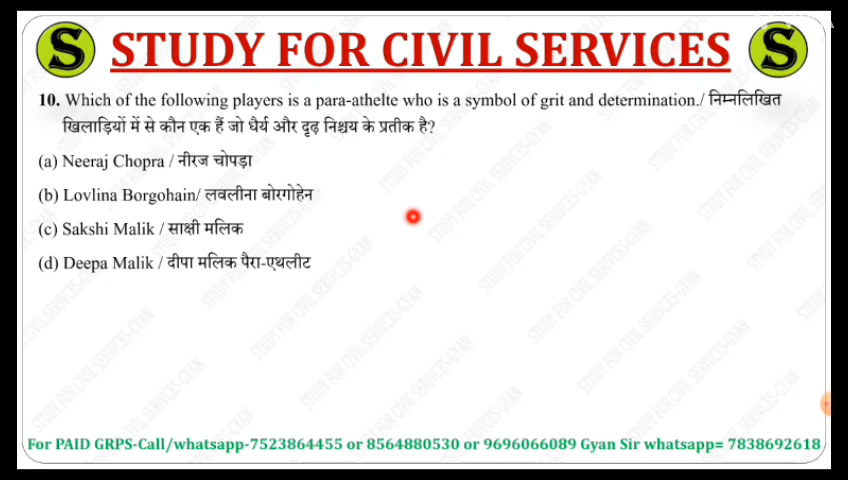 S STUDY FOR CIVIL SERVICES S
10. Which of the following players is a para-athelte who is a symbol of grit and determination./ निम्नलिखित
खिलाड़ियों में से कौन एक हैं जो धैर्य और दृढ़ निश्चय के प्रतीक है?
(a) Neeraj Chopra / नीरज चोपड़ा
(b) Lovlina Borgohain/ लवलीना बोरगोहेन
(c) Sakshi Malik / साक्षी मलिक
(d) Deepa Malik / दीपा मलिक पैरा-एथलीट
For PAID GRPS-Call/whatsapp-7523864455 or 8564880530 or 9696066089 Gyan Sir whatsapp= 7838692618